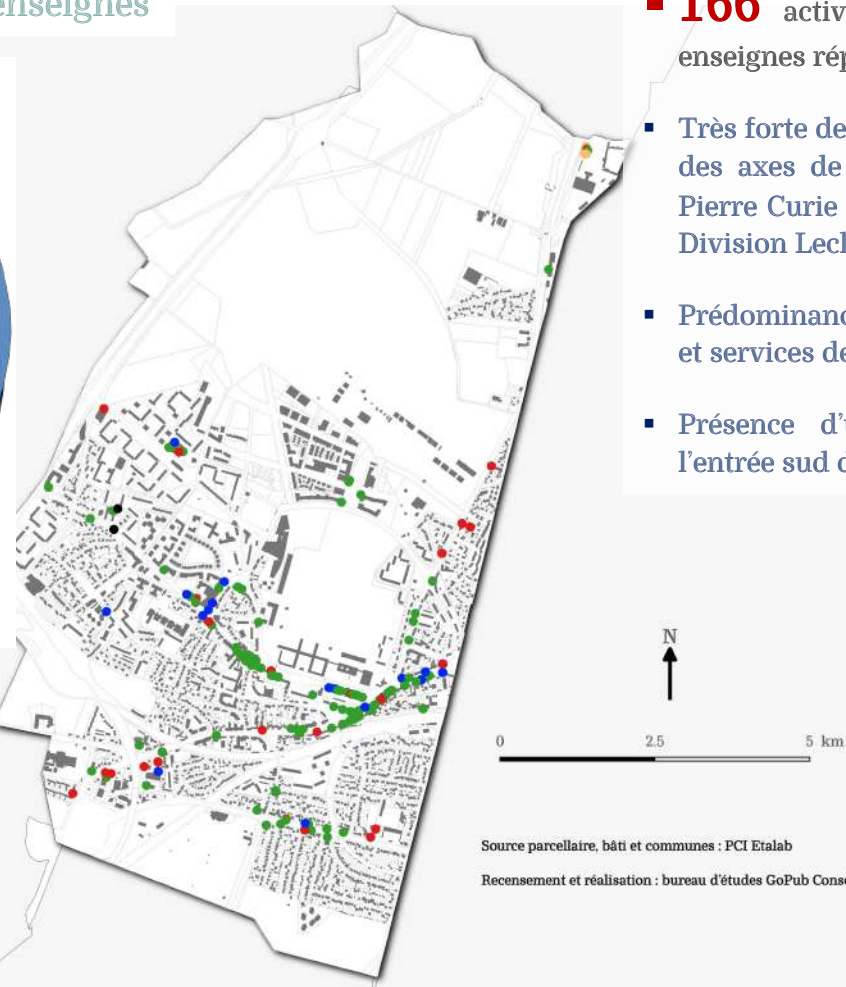 enseignes
▪ 166 activ
enseignes rép
▪ Très forte de
des axes de
Pierre Curie
Division Lecl
▪ Prédominanc
et services de
▪ Présence d'u
l'entrée sud d
N
0 2.5 5 km
Source parcellaire, bâti et communes : PCI Etalab
Recensement et réalisation : bureau d'études GoPub Conse